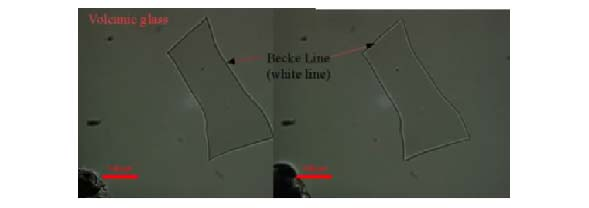 Volcanic glass
Becke Line
(white line)